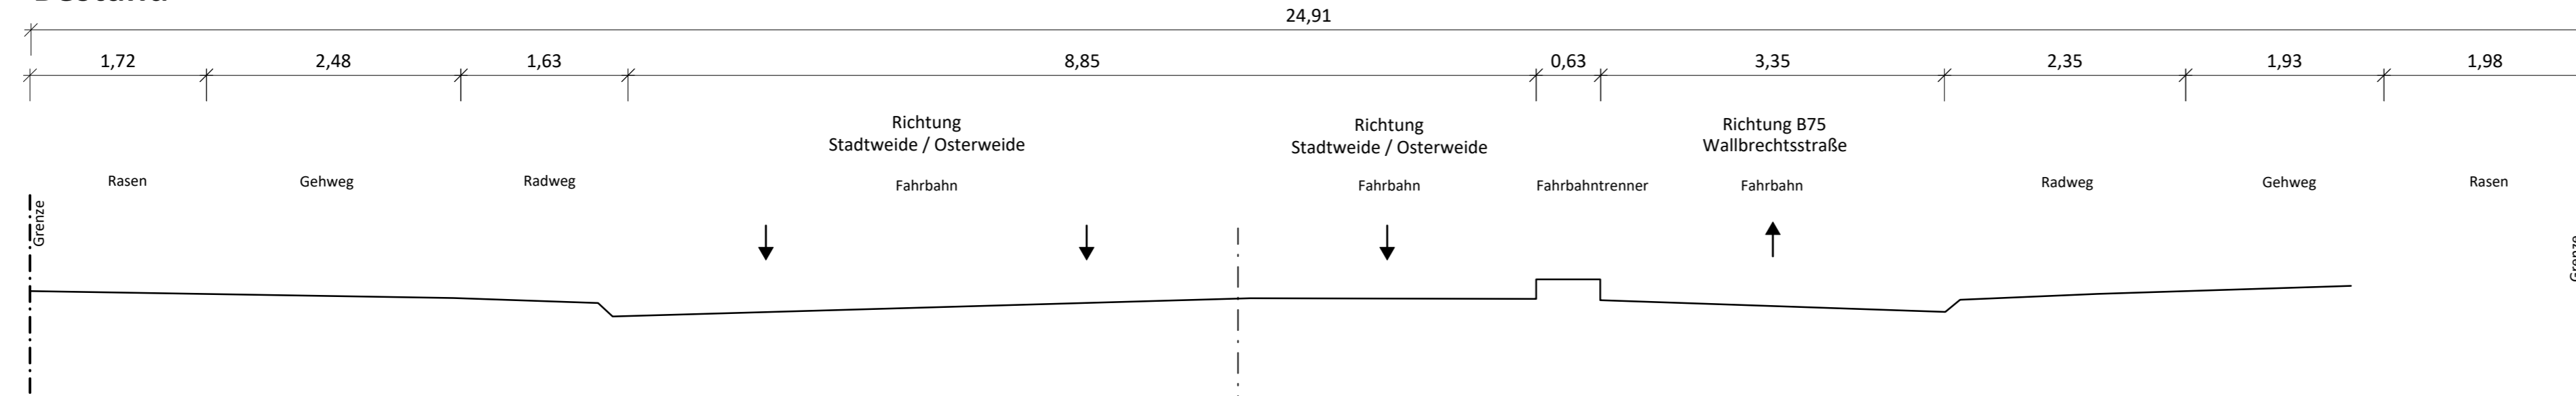 Bestand
24,91
1,72 2,48 1,63 8,85 0,63 3,35 2,35 1,93 1,98
Richtung
Stadtweide / Osterweide
Richtung
Stadtweide / Osterweide
Richtung B75
Wallbrechtsstraße
Rasen Gehweg Radweg Fahrbahn Fahrbahn Fahrbahntrenner Fahrbahn Radweg Gehweg Rasen
Grenze
Grenze